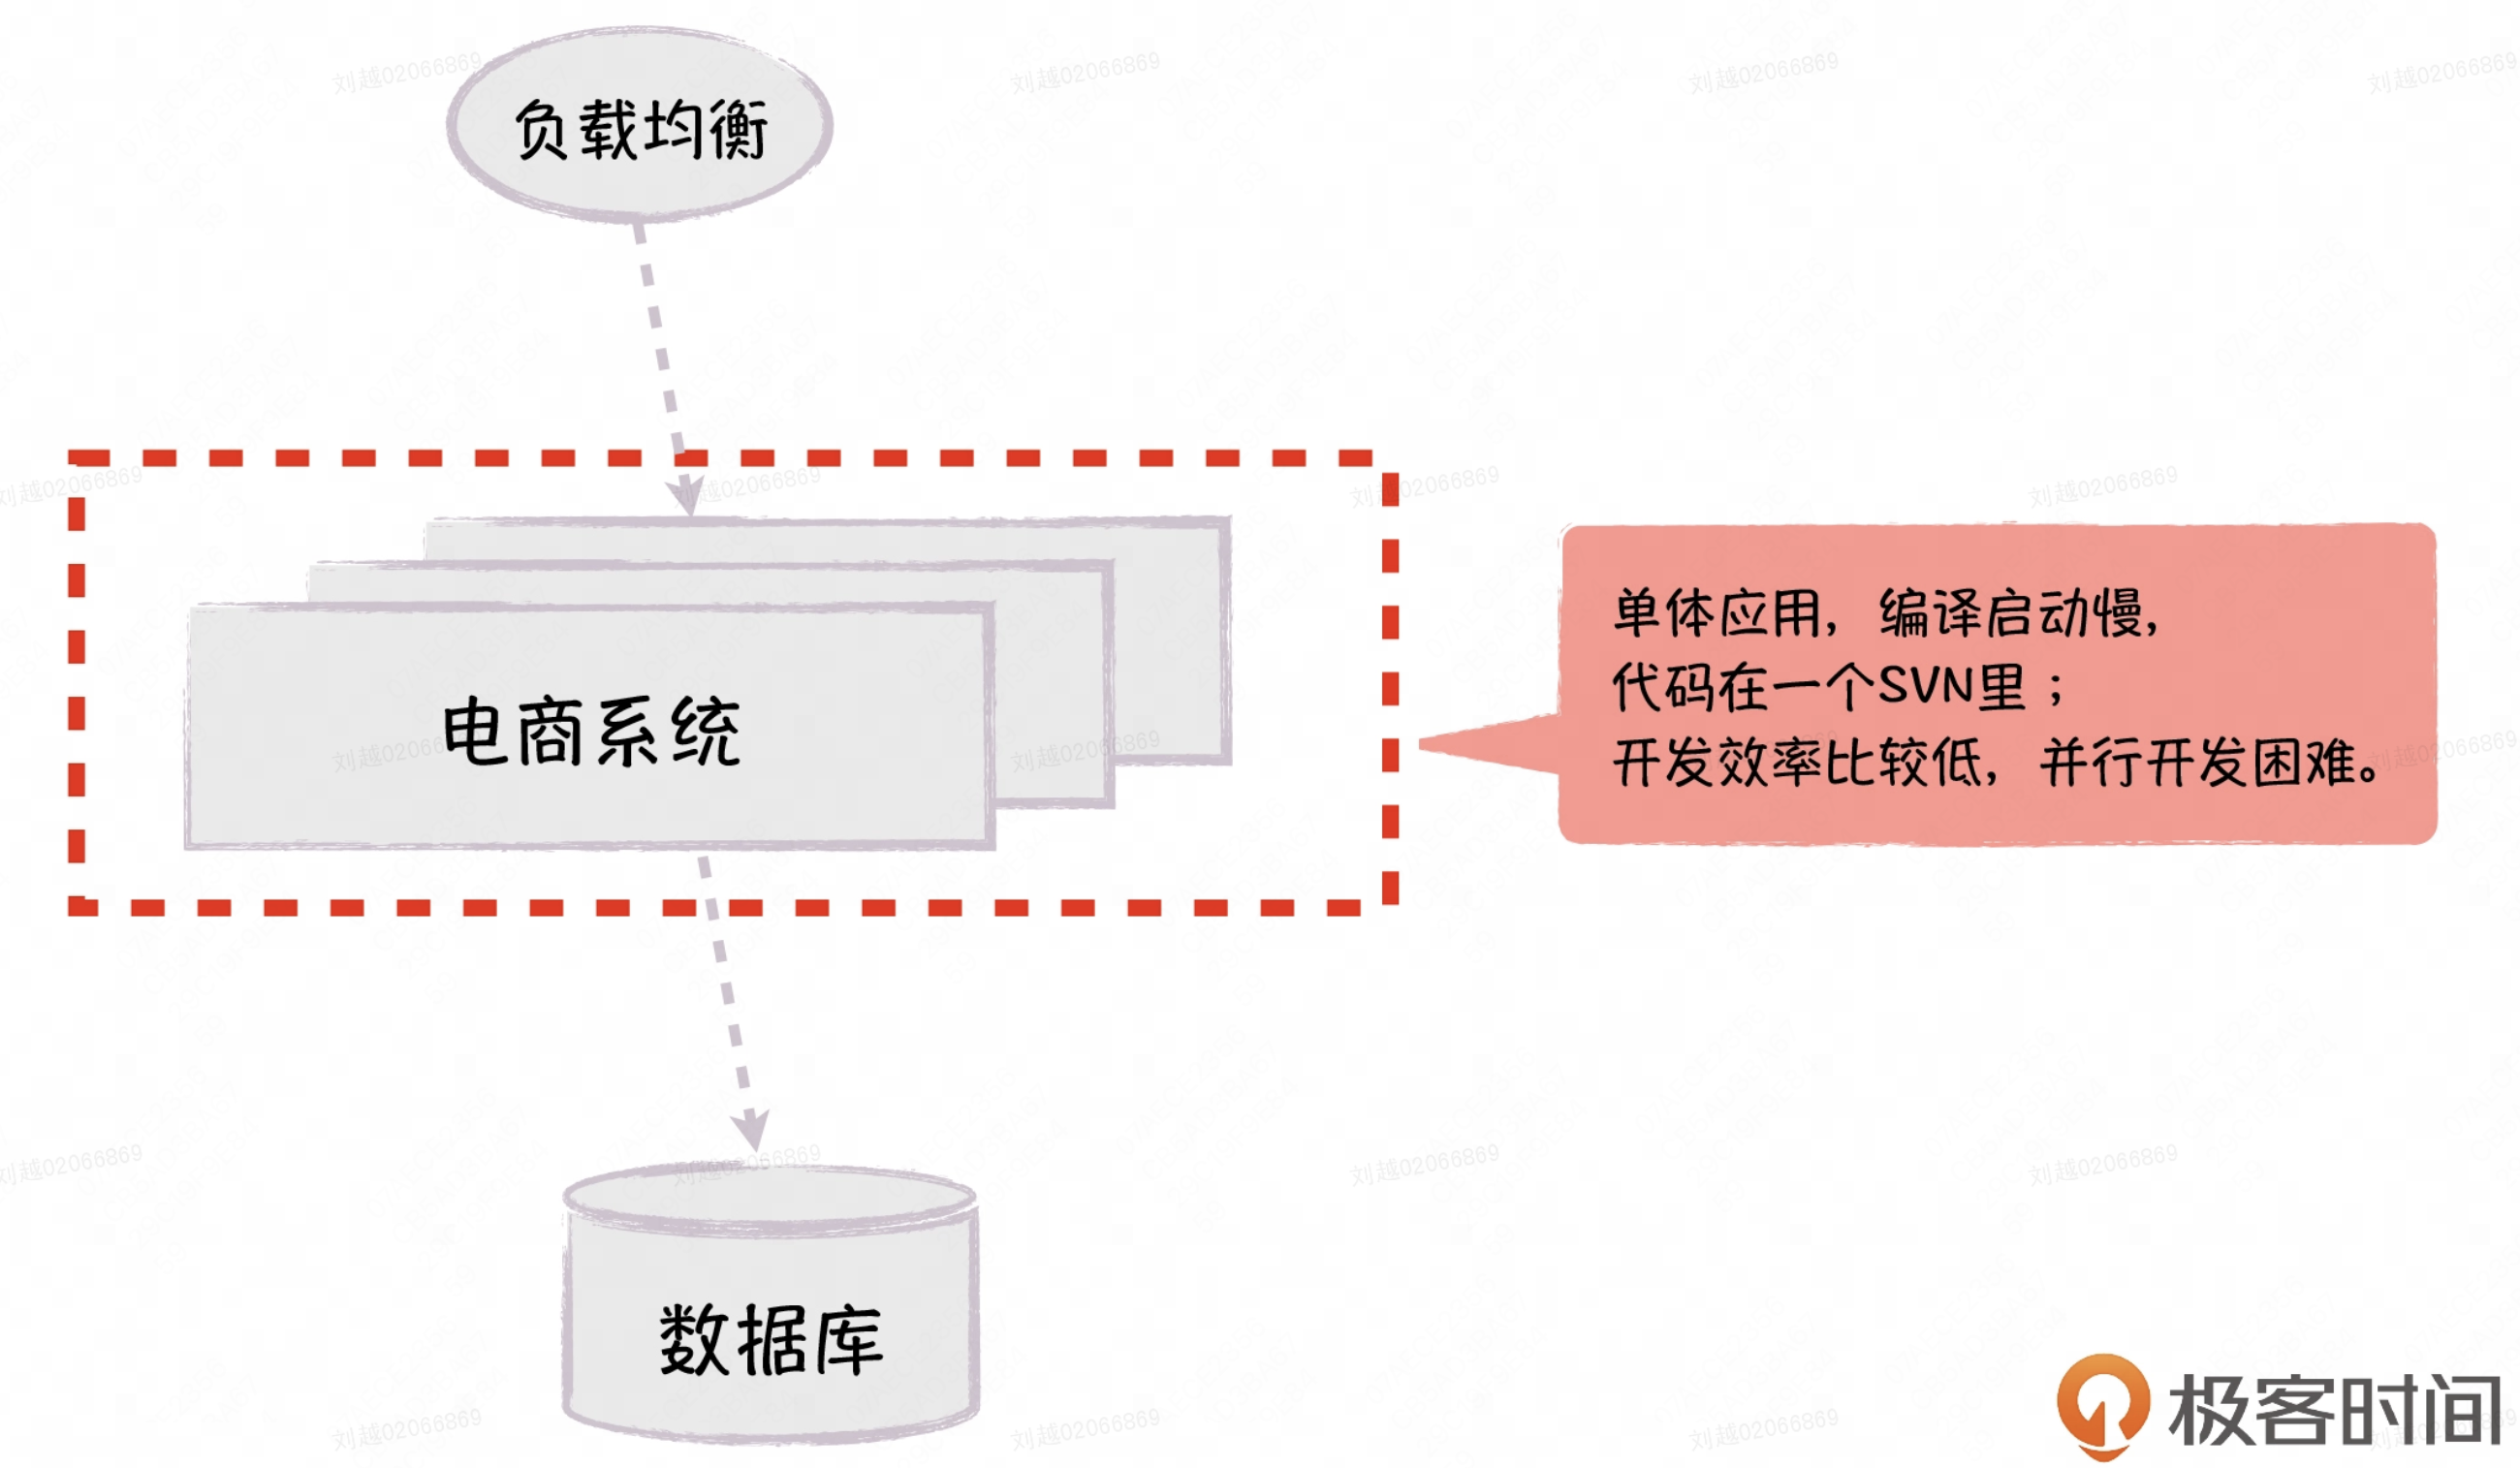 负载均衡
电商系统
单体应用，编译启动慢，
代码在一个SVN里；
开发效率比较低，并行开发困难。
数据库
极客时间
刘越02066869